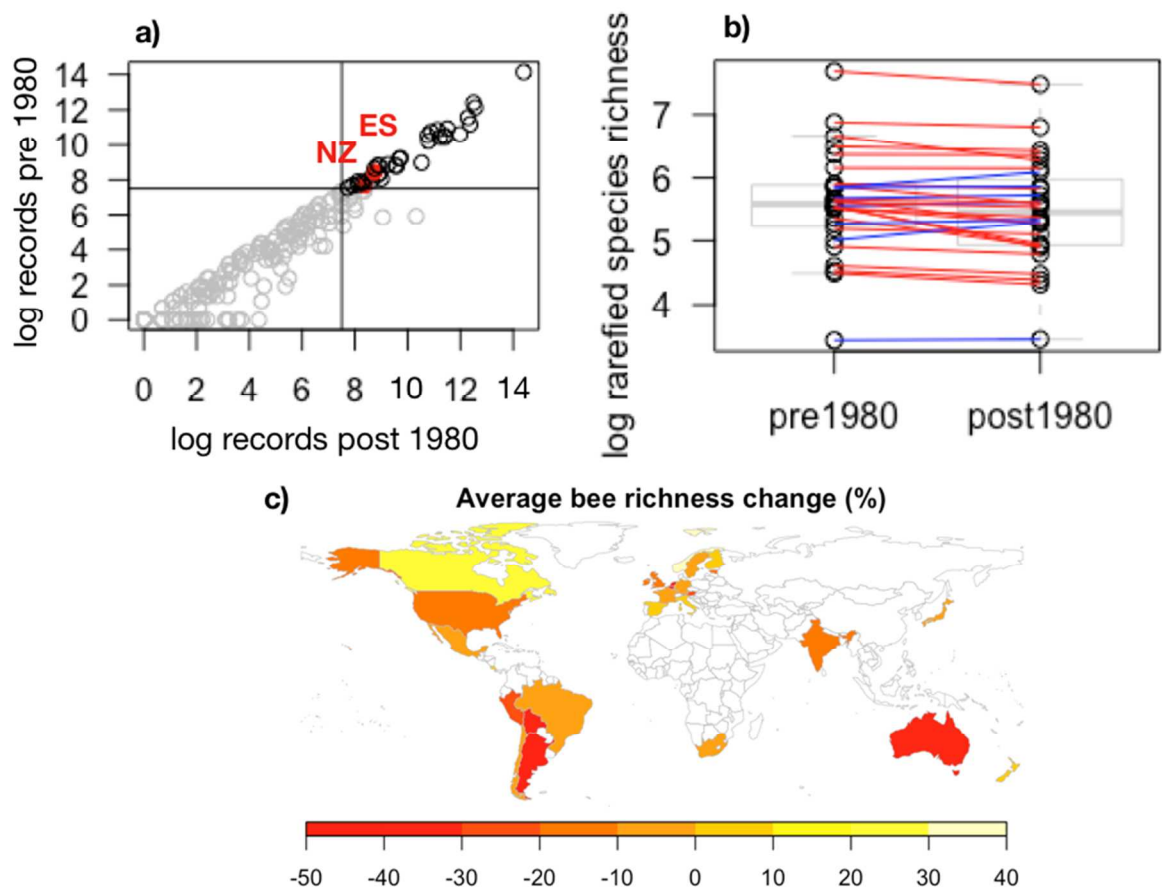 a)
log records pre 1980
14
12
10
8
6
4
2
0
NZ
ES
0 2 4 6 8 10 12 14
log records post 1980
b)
log rarefied species richness
7
6
5
4
pre1980 post1980
c)
Average bee richness change (%)
-50 -40 -30 -20 -10 0 10 20 30 40